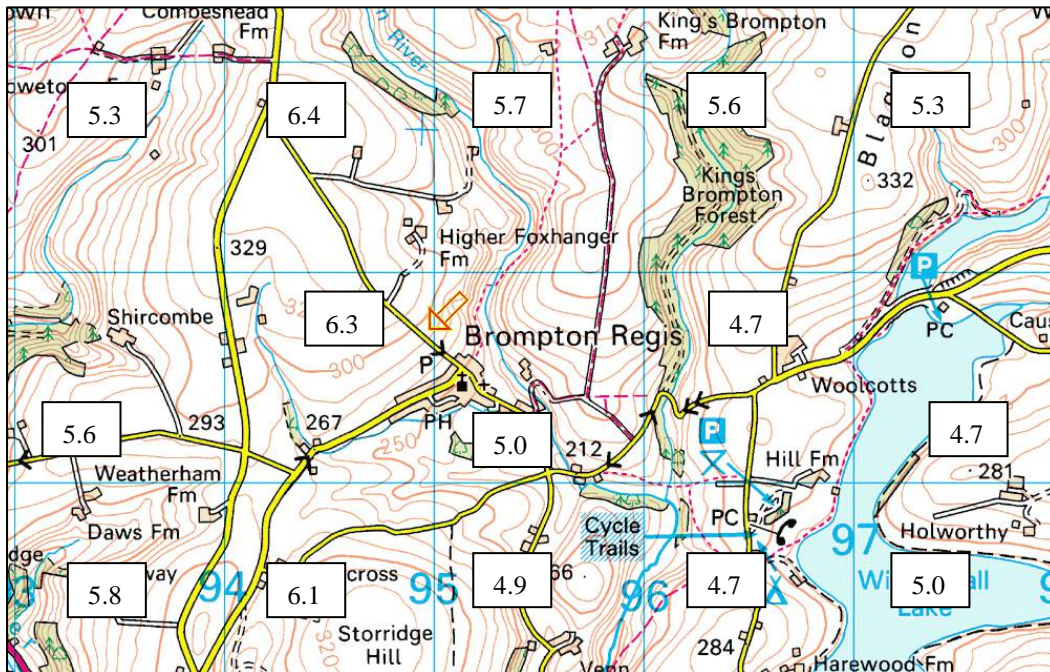 Combeshead
Fm
King's Brompton
Fm
River
5.3
6.4
5.7
5.6
5.3
301
300
332
Kings
Brompton
Forest
329
Higher Foxhanger
Fm
P
Shircombe
6.3
4.7
Brompton Regis
PC
300
P
Woolcotts
PH
5.6
293
267
250
5.0
212
P
4.7
Weatherham
Fm
Hill Fm
281
Daws Fm
PC
Holworthy
Cycle
Trails
97
94
95
96
5.8
6.1
4.9
4.7
5.0
Lake
Storridge
Hill
320
284
Harewood Fm